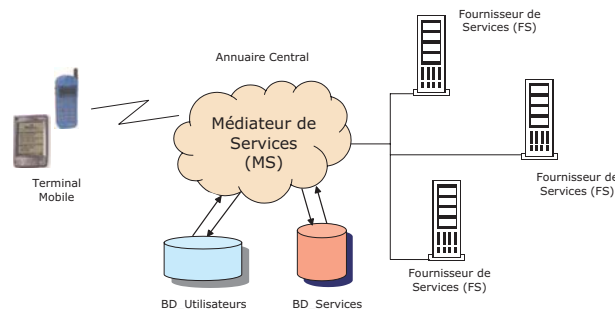 Fournisseur de
Services (FS)
Annuaire Central
Médiateur de
Services
(MS)
Terminal
Mobile
Fournisseur de
Services (FS)
Fournisseur de
Services (FS)
BD Utilisateurs
BD Services